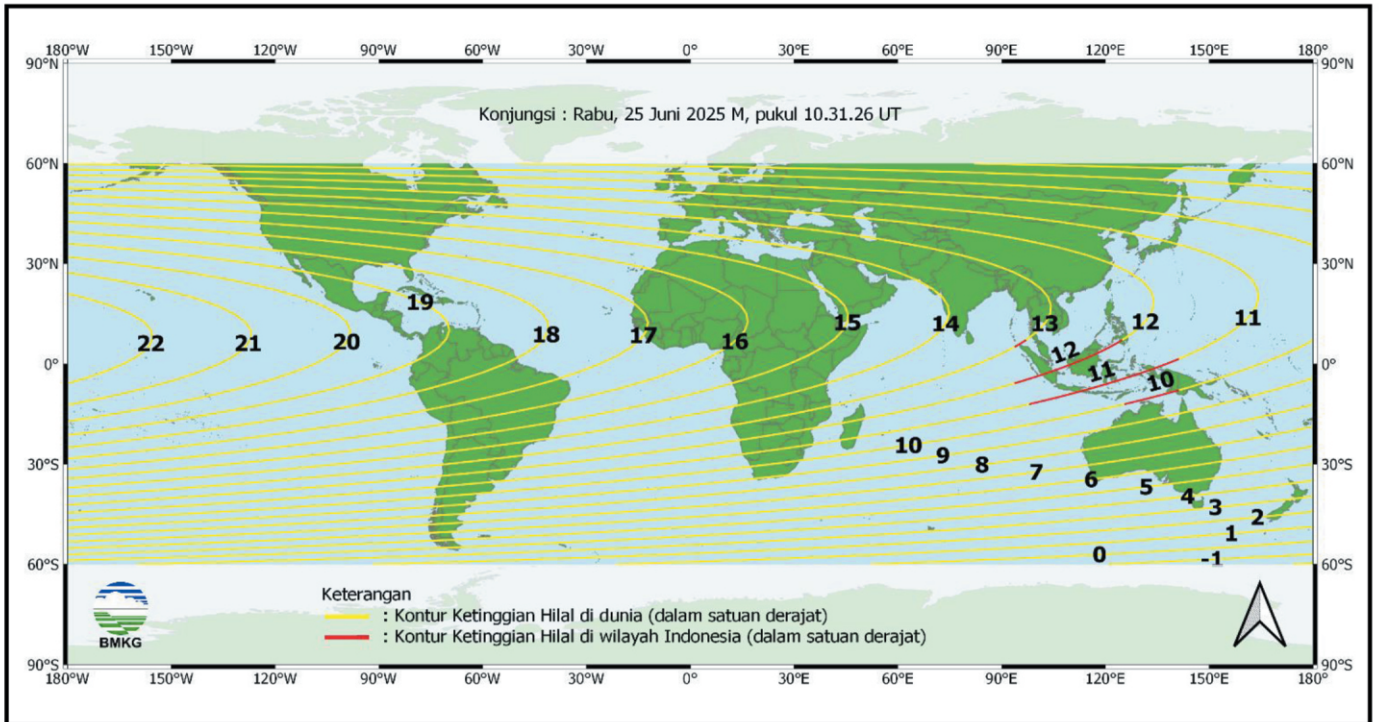 180°W 150°W 120°W 90°W 60°W 30°W 0° 30°E 60°E 90°E 120°E 150°E 180°
90°N 90°N
Konjungsi : Rabu, 25 Juni 2025 M, pukul 10.31.26 UT
60°N 60°N
30°N 30°N
19
22 21 20 18 17 16 15 14 13 12 11
12
0° 0°
11
10
10
9
8
7
30°S 30°S
6
5
4
3
2
1
0
-1
60°S 60°S
Keterangan
: Kontur Ketinggian Hilal di dunia (dalam satuan derajat)
: Kontur Ketinggian Hilal di wilayah Indonesia (dalam satuan derajat)
BMKG
90°S 90°S
180°W 150°W 120°W 90°W 60°W 30°W 0° 30°E 60°E 90°E 120°E 150°E 180°